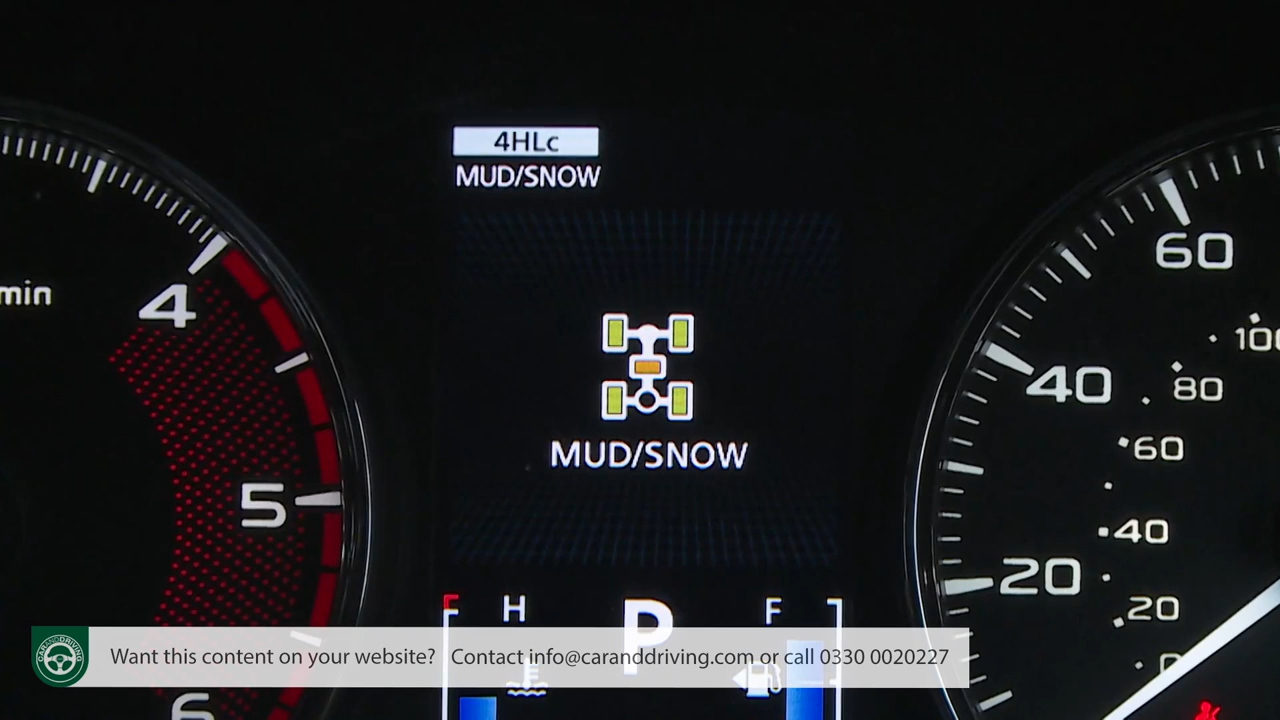 4HLc
MUD/SNOW
min
4
5
6
MUD/SNOW
H
F
P
60
40
20
100
80
60
40
20
0
CARANDDRIVING
Want this content on your website? Contact info@caranddriving.com or call 0330 0020227